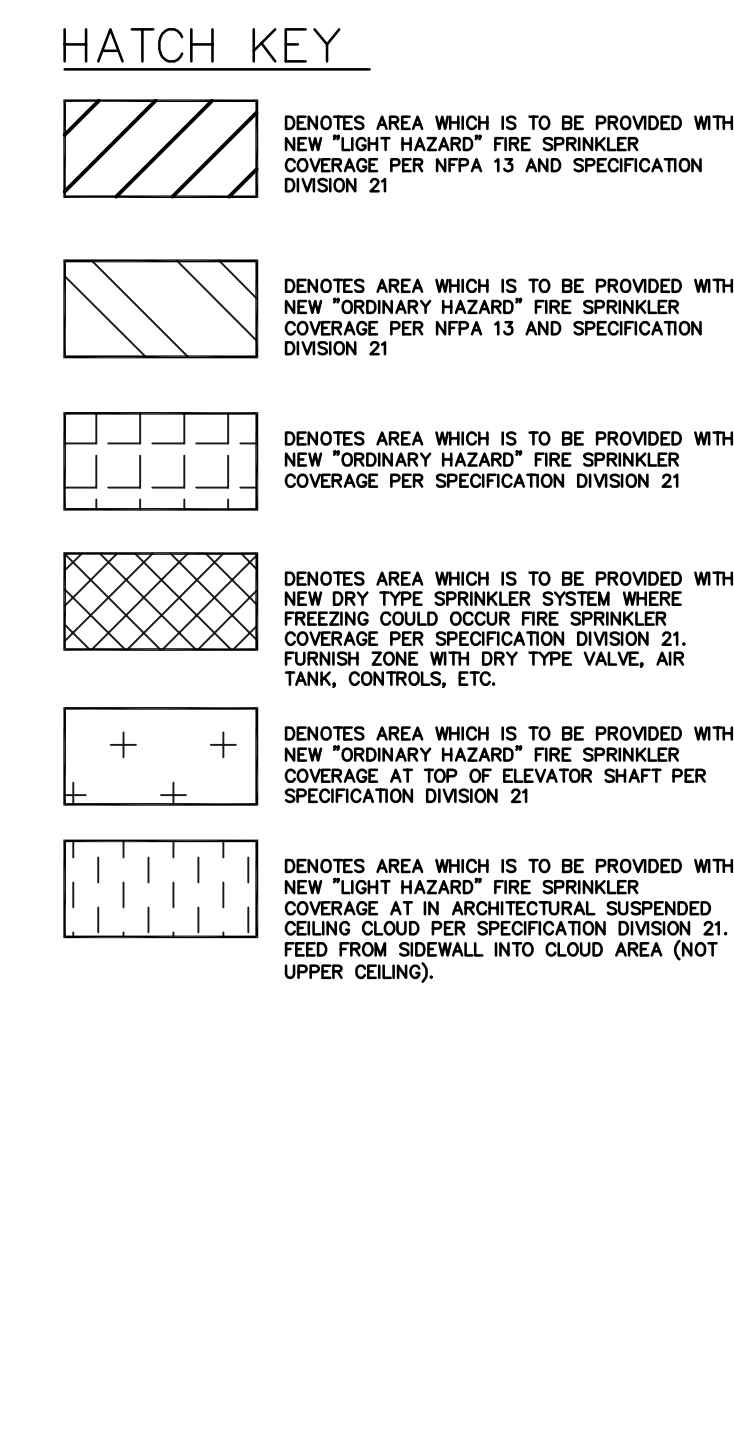 HATCH KEY
DENOTES AREA WHICH IS TO BE PROVIDED WITH
NEW "LIGHT HAZARD" FIRE SPRINKLER
COVERAGE PER NFPA 13 AND SPECIFICATION
DIVISION 21
DENOTES AREA WHICH IS TO BE PROVIDED WITH
NEW "ORDINARY HAZARD" FIRE SPRINKLER
COVERAGE PER NFPA 13 AND SPECIFICATION
DIVISION 21
DENOTES AREA WHICH IS TO BE PROVIDED WITH
NEW "ORDINARY HAZARD" FIRE SPRINKLER
COVERAGE PER SPECIFICATION DIVISION 21
DENOTES AREA WHICH IS TO BE PROVIDED WITH
NEW DRY TYPE SPRINKLER SYSTEM WHERE
FREEZING COULD OCCUR FIRE SPRINKLER
COVERAGE PER SPECIFICATION DIVISION 21.
FURNISH ZONE WITH DRY TYPE VALVE, AIR
TANK, CONTROLS, ETC.
DENOTES AREA WHICH IS TO BE PROVIDED WITH
NEW "ORDINARY HAZARD" FIRE SPRINKLER
COVERAGE AT TOP OF ELEVATOR SHAFT PER
SPECIFICATION DIVISION 21
DENOTES AREA WHICH IS TO BE PROVIDED WITH
NEW "LIGHT HAZARD" FIRE SPRINKLER
COVERAGE AT IN ARCHITECTURAL SUSPENDED
CEILING CLOUD PER SPECIFICATION DIVISION 21.
FEED FROM SIDEWALL INTO CLOUD AREA (NOT
UPPER CEILING).